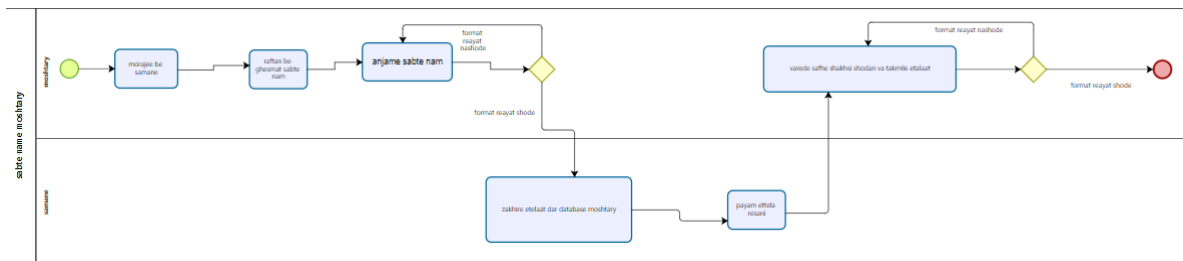 sabte name moshtary
moshtary
samane
morajee be
samane
raftan be
ghesmat sabte
nam
anjame sabte nam
format
reayat
nashode
format reayat shode
zakhire etelaat dar database moshtary
payam ettela
resani
varede safhe shakhsi shodan va takmile etalaat
format reayat nashode
format reayat shode